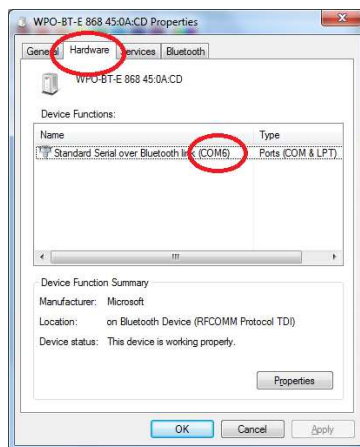 WPO-BT-E 868 45:0A:CD Properties
General Hardware Services Bluetooth
WPO-BT-E 868 45:0A:CD
Device Functions:
Name Type
Standard Serial over Bluetooth link (COM6) Ports (COM & LPT)
Device Function Summary
Manufacturer: Microsoft
Location: on Bluetooth Device (RFCOMM Protocol TDI)
Device status: This device is working properly.
Properties
OK Cancel Apply